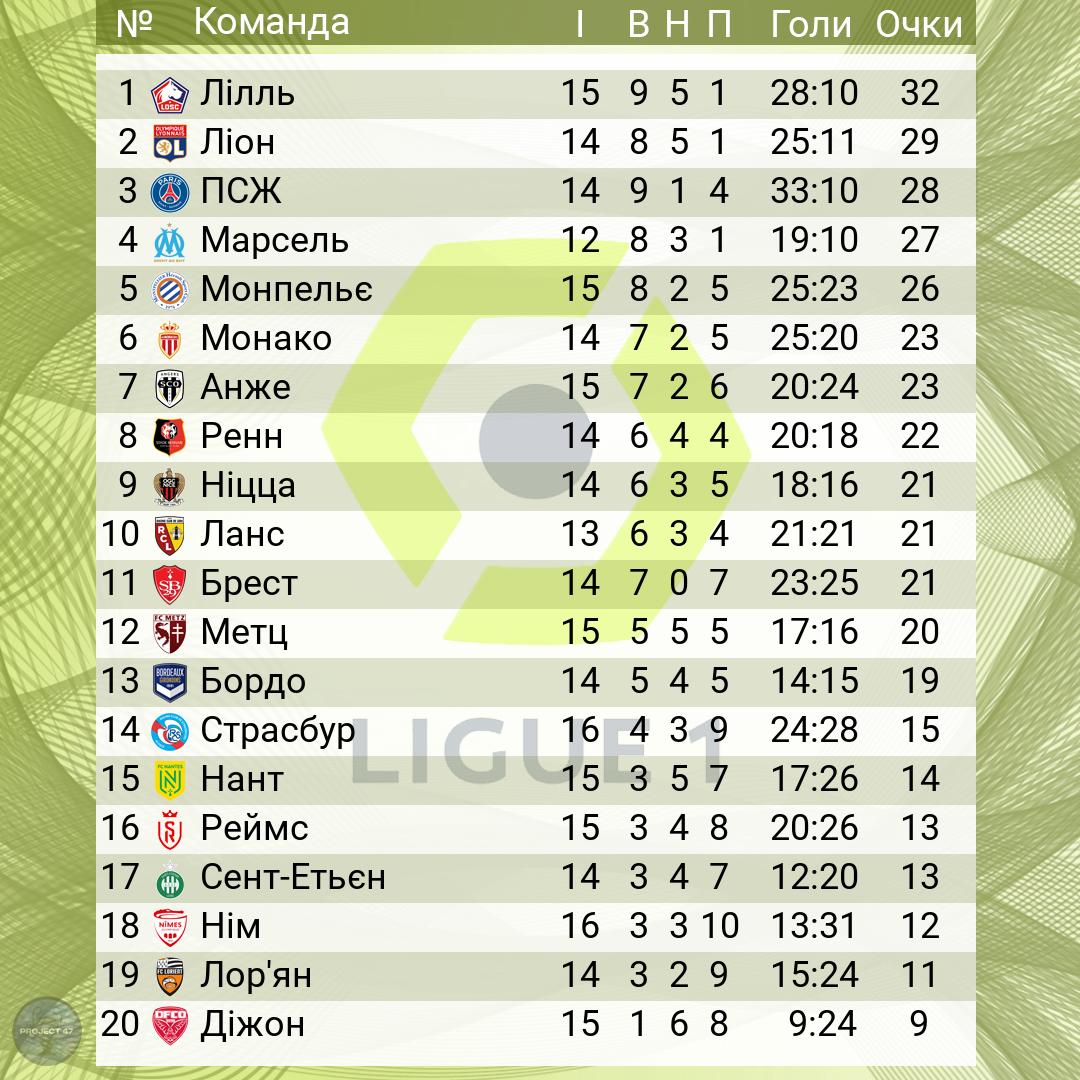 № Команда І В Н П Голи Очки
1 Лілль 15 9 5 1 28:10 32
2 Ліон 14 8 5 1 25:11 29
3 ПСЖ 14 9 1 4 33:10 28
4 Марсель 12 8 3 1 19:10 27
5 Монпельє 15 8 2 5 25:23 26
6 Монако 14 7 2 5 25:20 23
7 Анже 15 7 2 6 20:24 23
8 Ренн 14 6 4 4 20:18 22
9 Ніцца 14 6 3 5 18:16 21
10 Ланс 13 6 3 4 21:21 21
11 Брест 14 7 0 7 23:25 21
12 Метц 15 5 5 5 17:16 20
13 Бордо 14 5 4 5 14:15 19
14 Страсбур 16 4 3 9 24:28 15
LIGUE 1
15 Нант 15 3 5 7 17:26 14
16 Реймс 15 3 4 8 20:26 13
17 Сент-Етьєн 14 3 4 7 12:20 13
18 Нім 16 3 3 10 13:31 12
19 Лор'ян 14 3 2 9 15:24 11
20 Діжон 15 1 6 8 9:24 9
PROJECT 47